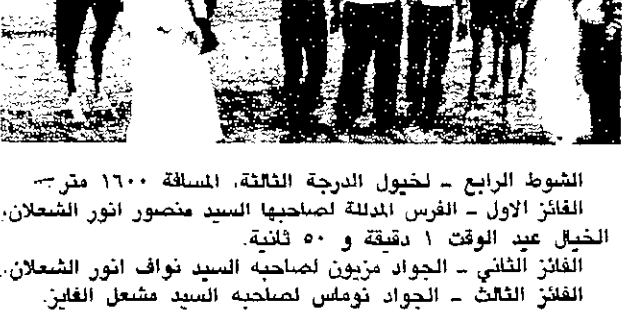 الشوط الرابع - لخيول الدرجة الثالثة، المسافة ١٦٠٠ متر
الفائز الاول - الفرس المدللة لصاحبها السيد منصور انور الشعلان،
الخيال عيد الوقت ١ دقيقة و ٥٠ ثانية.
الفائز الثاني - الجواد مزيون لصاحبه السيد نواف انور الشعلان.
الفائز الثالث - الجواد نوماس لصاحبه السيد مشعل الفايز.